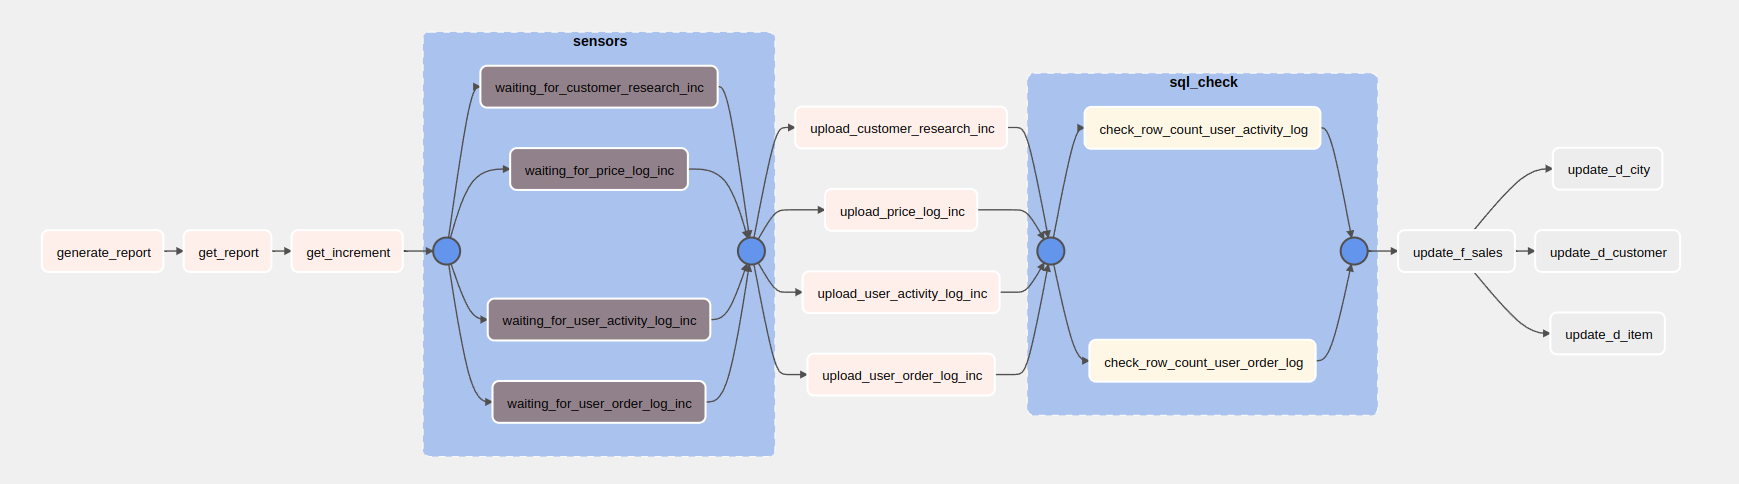 generate_report
get_report
get_increment
sensors
waiting_for_customer_research_inc
waiting_for_price_log_inc
waiting_for_user_activity_log_inc
waiting_for_user_order_log_inc
upload_customer_research_inc
upload_price_log_inc
upload_user_activity_log_inc
upload_user_order_log_inc
sql_check
check_row_count_user_activity_log
check_row_count_user_order_log
update_f_sales
update_d_city
update_d_customer
update_d_item